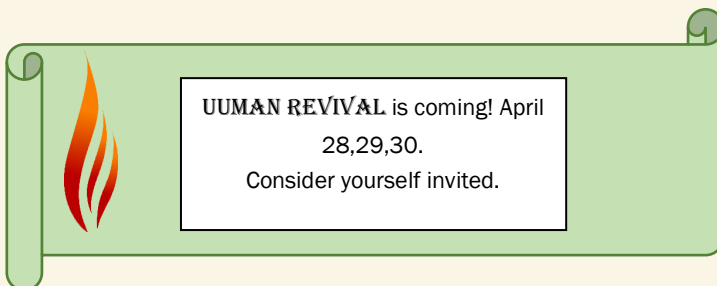 UUMAN REVIVAL is coming! April
28,29,30.
Consider yourself invited.